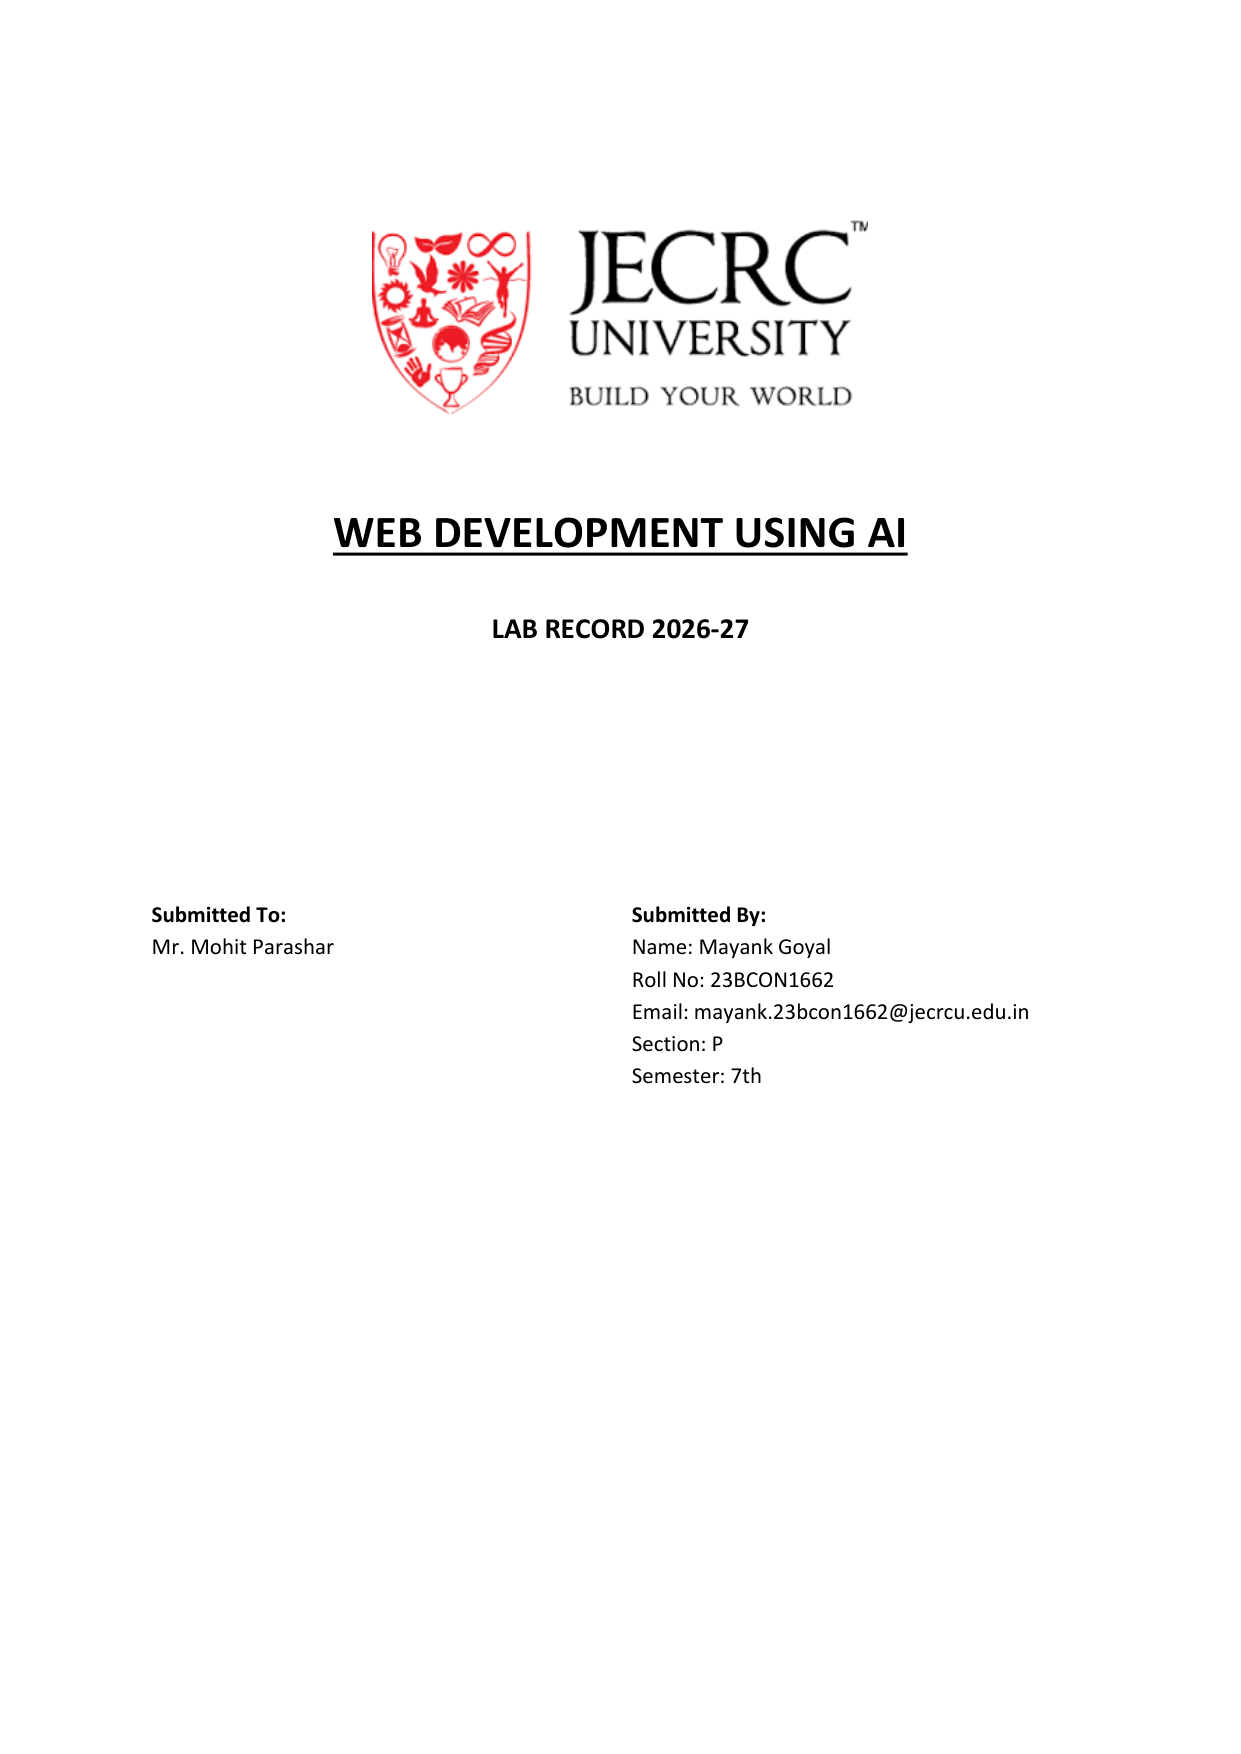 JECRC™
UNIVERSITY
BUILD YOUR WORLD
WEB DEVELOPMENT USING AI
LAB RECORD 2026-27
Submitted To:
Mr. Mohit Parashar
Submitted By:
Name: Mayank Goyal
Roll No: 23BCON1662
Email: mayank.23bcon1662@jecrcu.edu.in
Section: P
Semester: 7th